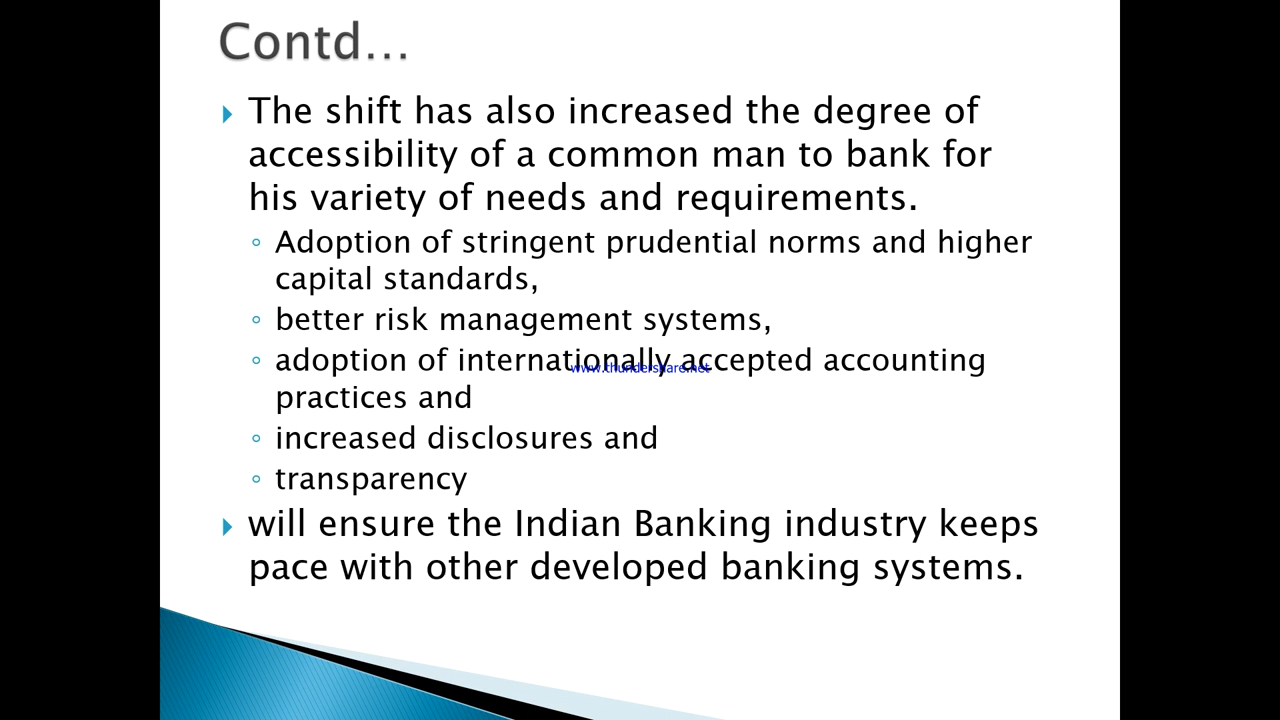 Contd...
The shift has also increased the degree of
accessibility of a common man to bank for
his variety of needs and requirements.
Adoption of stringent prudential norms and higher
capital standards,
better risk management systems,
adoption of internationally accepted accounting
www.thundershare.net
practices and
increased disclosures and
transparency
will ensure the Indian Banking industry keeps
pace with other developed banking systems.